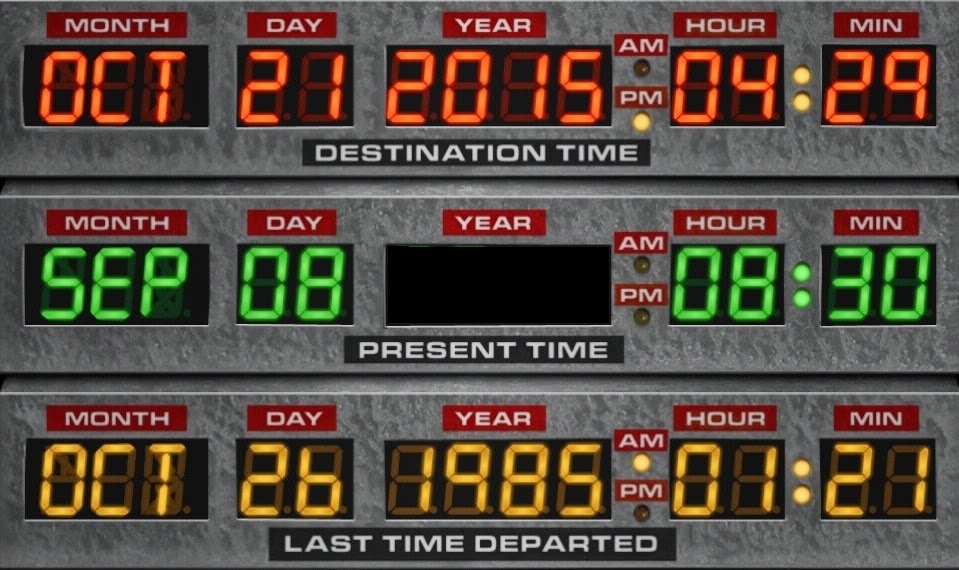 MONTH DAY YEAR AM HOUR MIN
OCT 21 2015 PM 04:29
DESTINATION TIME
MONTH DAY YEAR AM HOUR MIN
SEP 08 PM 08:30
PRESENT TIME
MONTH DAY YEAR AM HOUR MIN
OCT 26 1985 PM 01:21
LAST TIME DEPARTED